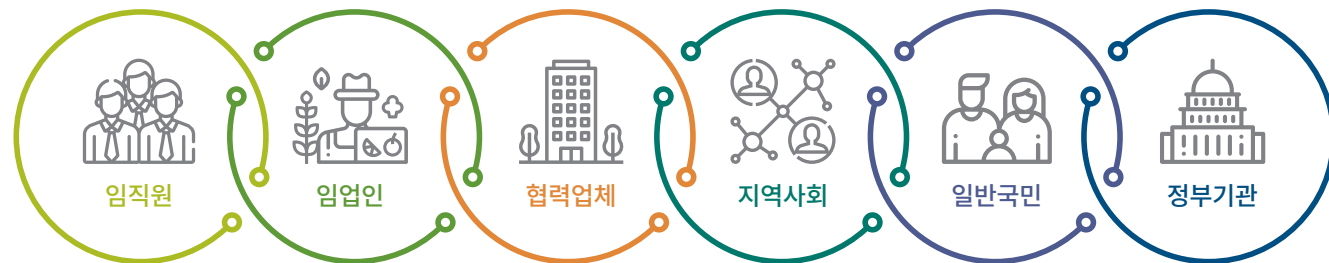 임직원
임업인
협력업체
지역사회
일반국민
정부기관